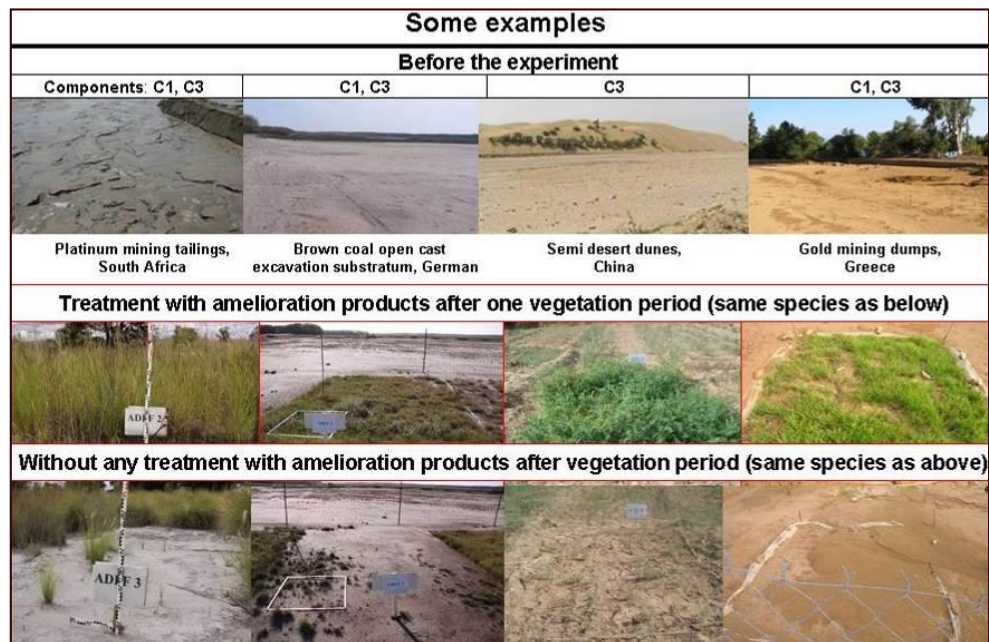 Some examples
Before the experiment
Components: C1, C3
C1, C3
C3
C1, C3
Platinum mining tailings,
South Africa
Brown coal open cast
excavation substratum, German
Semi desert dunes,
China
Gold mining dumps,
Greece
Treatment with amelioration products after one vegetation period (same species as below)
ADFF 2
Without any treatment with amelioration products after vegetation period (same species as above)
ADFF 3